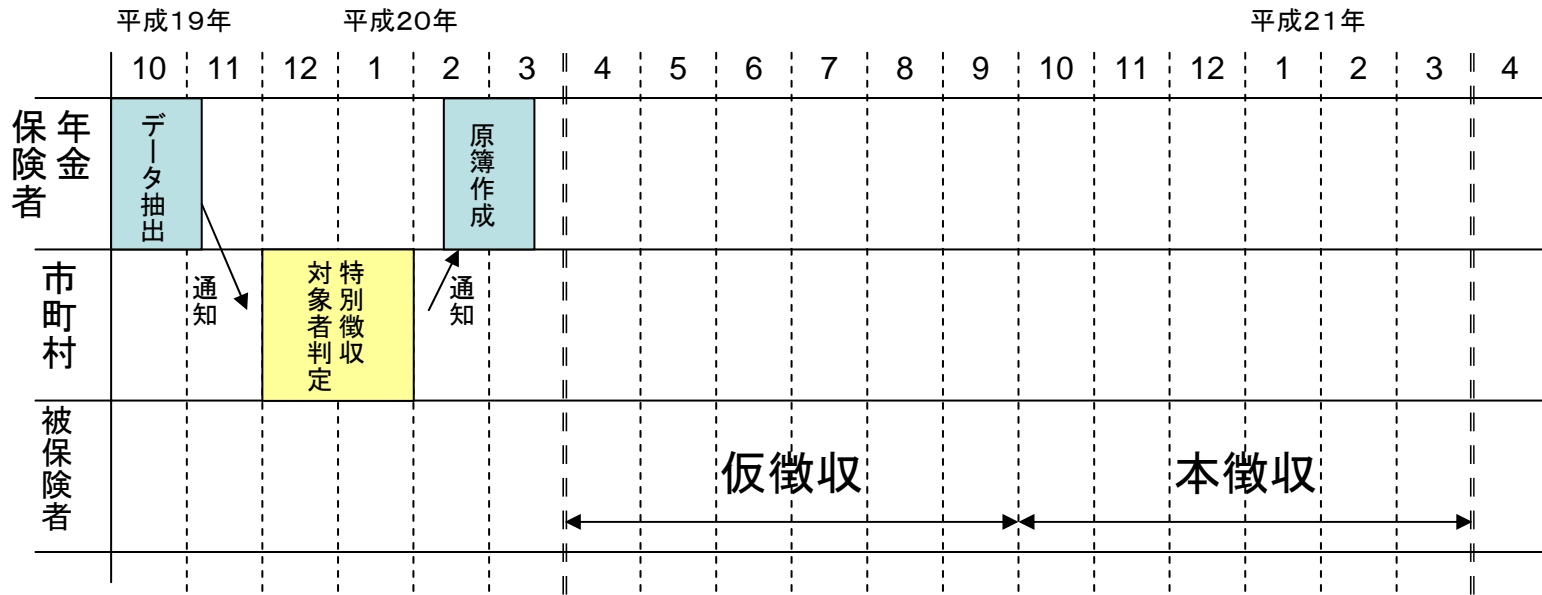 平成19年 平成20年 平成21年
10 11 12 1 2 3 4 5 6 7 8 9 10 11 12 1 2 3 4
年金
保険者
データ抽出
原簿作成
市町村
通知
特別徴収
対象者判定
通知
被保険者
仮徴収
本徴収